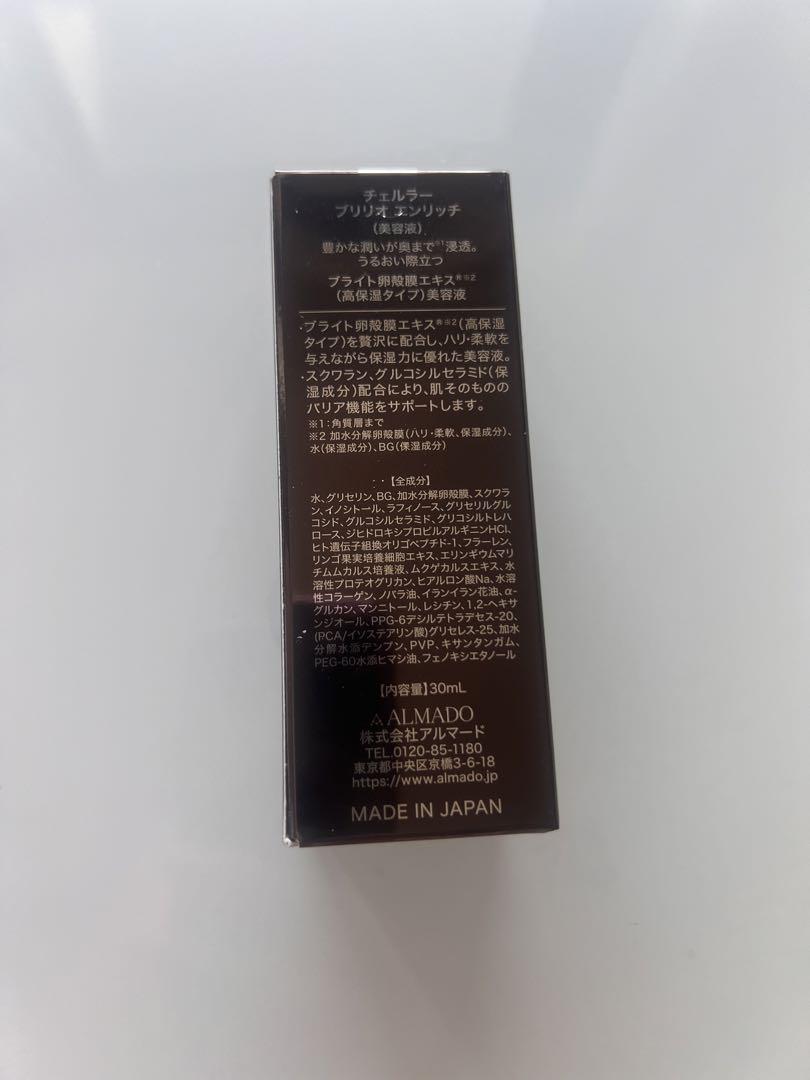 チェルラー
ブリリオ エンリッチ
(美容液)
豊かな潤いが奥まで※1浸透。
うるおい際立つ
ブライト卵殻膜エキス®※2
(高保湿タイプ)美容液
・ブライト卵殻膜エキス®※2(高保湿
タイプ)を贅沢に配合し、ハリ・柔軟を
与えながら保湿力に優れた美容液。
・スクワラン、グルコシルセラミド(保
湿成分)配合により、肌そのものの
バリア機能をサポートします。
※1:角質層まで
※2 加水分解卵殻膜(ハリ・柔軟、保湿成分)、
水(保湿成分)、BG(保湿成分)
【全成分】
水、グリセリン、BG、加水分解卵殻膜、スクワラ
ン、イノシトール、ラフィノース、グリセリルグル
コシド、グルコシルセラミド、グリコシルトレハ
ロース、ジヒドロキシプロピルアルギニンHCl、
ヒト遺伝子組換オリゴペプチド-1、フラーレン、
リンゴ果実培養細胞エキス、エリンギウムマリ
チムムカルス培養液、ムクゲカルスエキス、水
溶性プロテオグリカン、ヒアルロン酸Na、水溶
性コラーゲン、ノバラ油、イランイラン花油、α-
グルカン、マンニトール、レシチン、1,2-ヘキサ
ンジオール、PPG-6デシルテトラデセス-20、
(PCA/イソステアリン酸)グリセレス-25、加水
分解水添デンプン、PVP、キサンタンガム、
PEG-60水添ヒマシ油、フェノキシエタノール
【内容量】30mL
ALMADO
株式会社アルマード
TEL.0120-85-1180
東京都中央区京橋3-6-18
https://www.almado.jp
MADE IN JAPAN